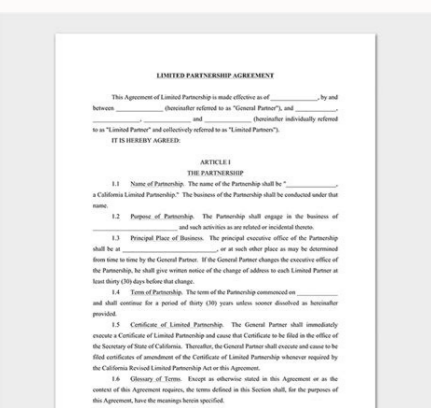 LIMITED PARTNERSHIP AGREEMENT
This Agreement of Limited Partnership is made effective as of ____________, by and
between ______________ (hereinafter referred to as "General Partner"), and ____________,
______________, ______________ and ______________ (hereinafter individually referred
to as "Limited Partner" and collectively referred to as "Limited Partners").
IT IS HEREBY AGREED:
ARTICLE I
THE PARTNERSHIP
1.1 Name of Partnership. The name of the Partnership shall be "______________,
a California Limited Partnership." The business of the Partnership shall be conducted under that
name.
1.2 Purpose of Partnership. The Partnership shall engage in the business of
______________________ and such activities as are related or incidental thereto.
1.3 Principal Place of Business. The principal executive office of the Partnership
shall be at ________________________, or at such other place as may be determined
from time to time by the General Partner. If the General Partner changes the executive office of
the Partnership, he shall give written notice of the change of address to each Limited Partner at
least thirty (30) days before that change.
1.4 Term of Partnership. The term of the Partnership commenced on ____________
and shall continue for a period of thirty (30) years unless sooner dissolved as hereinafter
provided.
1.5 Certificate of Limited Partnership. The General Partner shall immediately
execute a Certificate of Limited Partnership and cause that Certificate to be filed in the office of
the Secretary of State of California. Thereafter, the General Partner shall execute and cause to be
filed certificates of amendment of the Certificate of Limited Partnership whenever required by
the California Revised Limited Partnership Act or this Agreement.
1.6 Glossary of Terms. Except as otherwise stated in this Agreement or as the
context of this Agreement requires, the terms defined in this Section shall, for the purposes of
this Agreement, have the meanings herein specified.